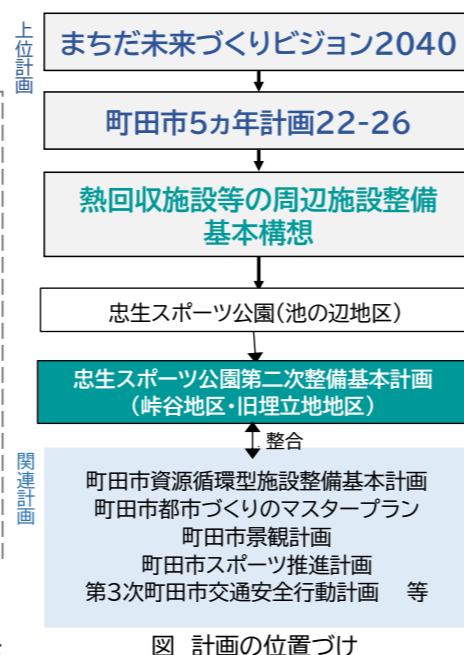 上位計画
まちだ未来づくりビジョン2040
町田市5ヵ年計画22-26
熱回収施設等の周辺施設整備
基本構想
忠生スポーツ公園(池の辺地区)
忠生スポーツ公園第二次整備基本計画
(峠谷地区・旧埋立地地区)
整合
関連計画
町田市資源循環型施設整備基本計画
町田市都市づくりのマスタープラン
町田市景観計画
町田市スポーツ推進計画
第3次町田市交通安全行動計画 等
図 計画の位置づけ